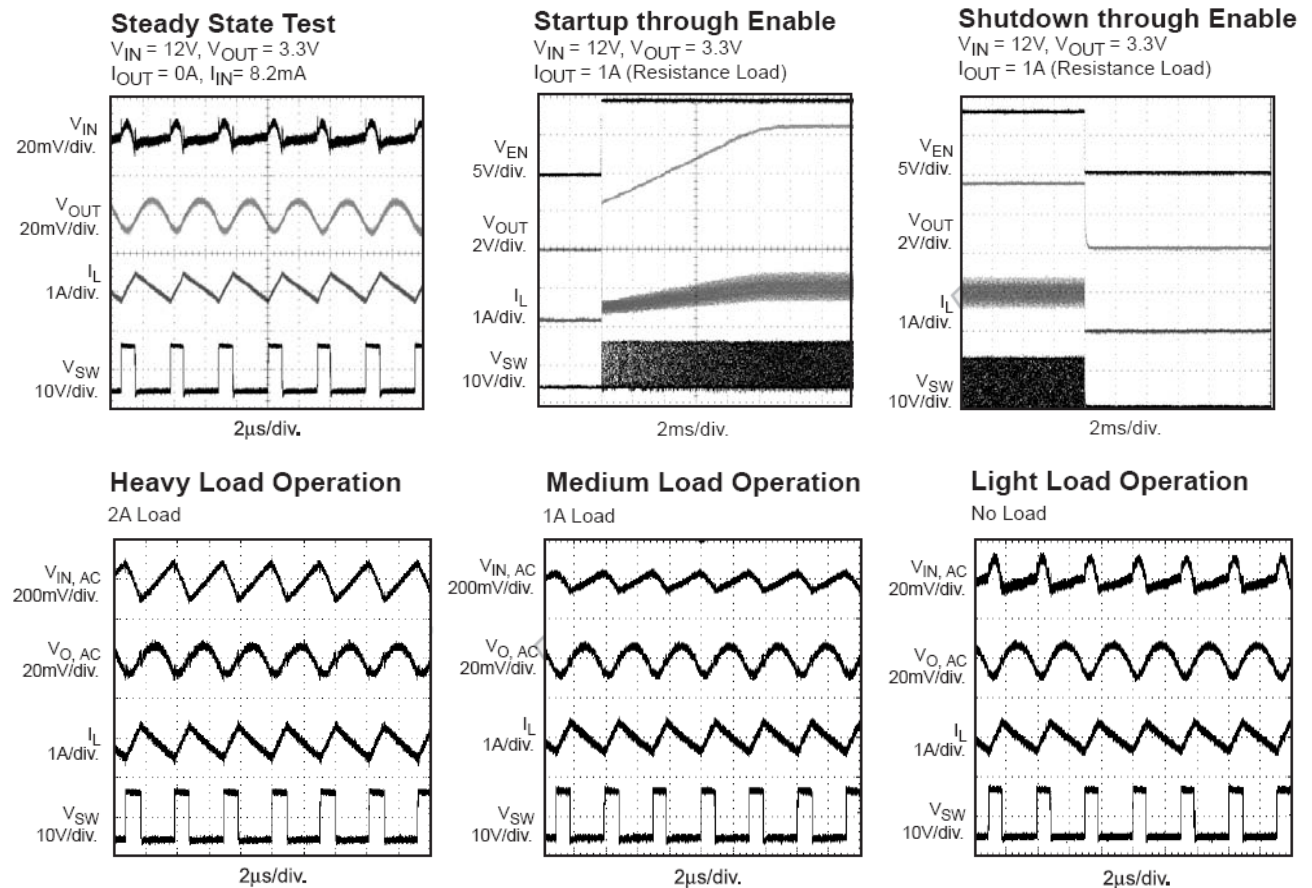 Steady State Test
VIN = 12V, VOUT = 3.3V
IOUT = 0A, IIN= 8.2mA
VIN
20mV/div.
VOUT
20mV/div.
IL
1A/div.
VSW
10V/div.
2µs/div.
Startup through Enable
VIN = 12V, VOUT = 3.3V
IOUT = 1A (Resistance Load)
VEN
5V/div.
VOUT
2V/div.
IL
1A/div.
VSW
10V/div.
2ms/div.
Shutdown through Enable
VIN = 12V, VOUT = 3.3V
IOUT = 1A (Resistance Load)
VEN
5V/div.
VOUT
2V/div.
IL
1A/div.
VSW
10V/div.
2ms/div.
Heavy Load Operation
2A Load
VIN, AC
200mV/div.
VO, AC
20mV/div.
IL
1A/div.
VSW
10V/div.
2µs/div.
Medium Load Operation
1A Load
VIN, AC
200mV/div.
VO, AC
20mV/div.
IL
1A/div.
VSW
10V/div.
2µs/div.
Light Load Operation
No Load
VIN, AC
20mV/div.
VO, AC
20mV/div.
IL
1A/div.
VSW
10V/div.
2µs/div.